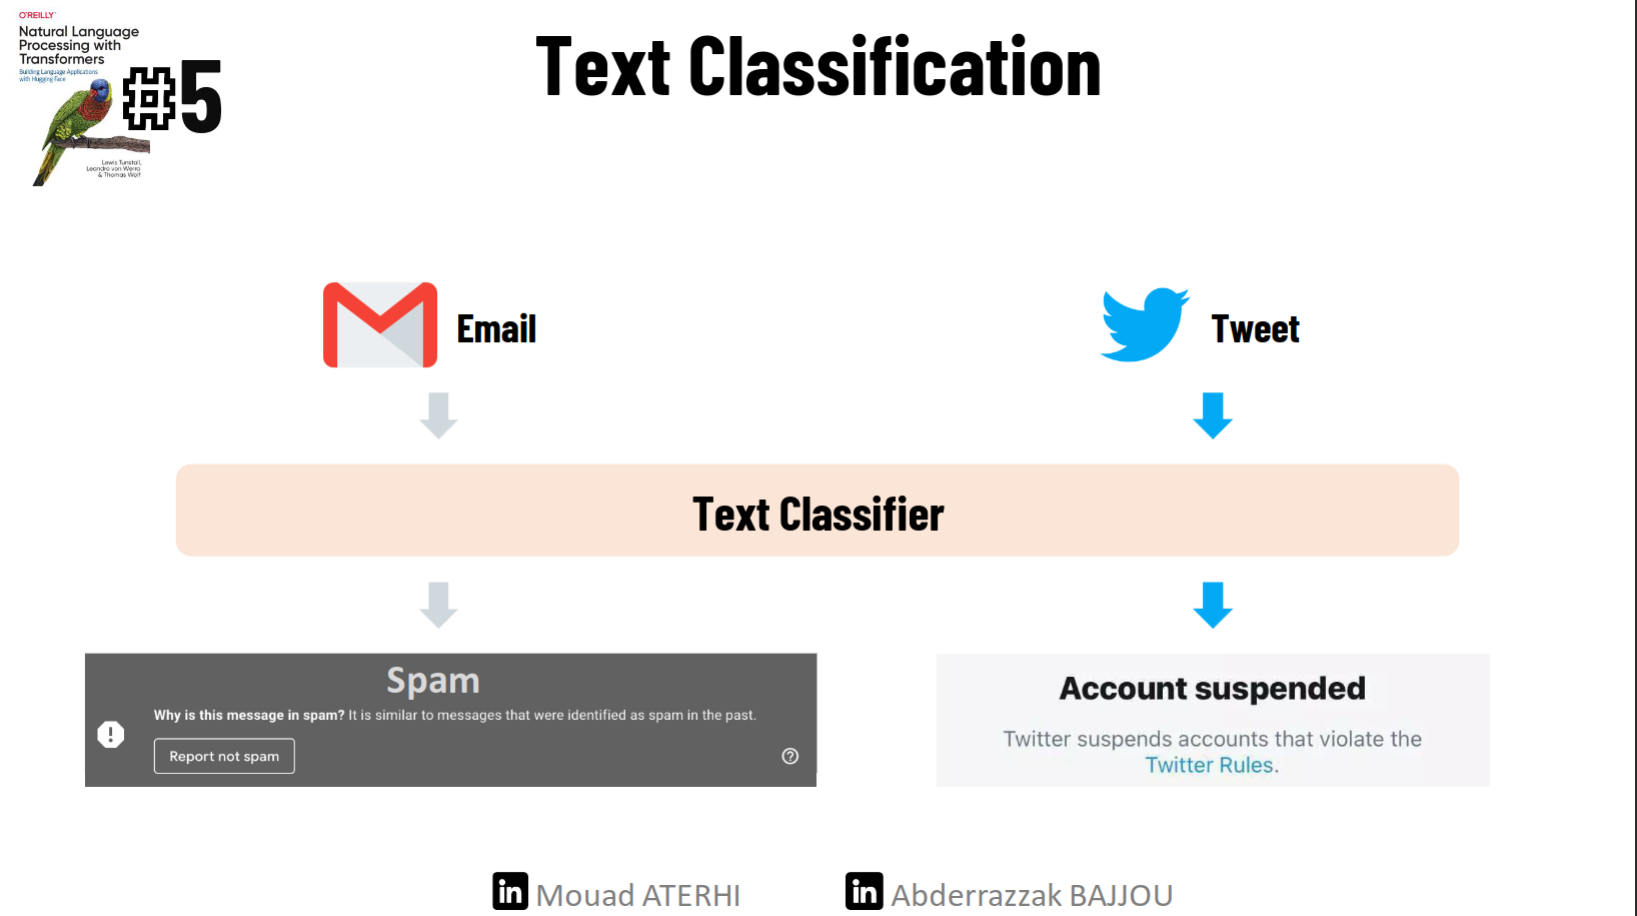 O'REILLY
Natural Language
Processing with
Transformers
Building Language Applications
with Hugging Face
#5
Lewis Tunstall,
Leandro von Werra
& Thomas Wolf
Text Classification
Email
Tweet
Text Classifier
Spam
Why is this message in spam? It is similar to messages that were identified as spam in the past.
Report not spam
Account suspended
Twitter suspends accounts that violate the
Twitter Rules.
in Mouad ATERHI
in Abderrazzak BAJJOU